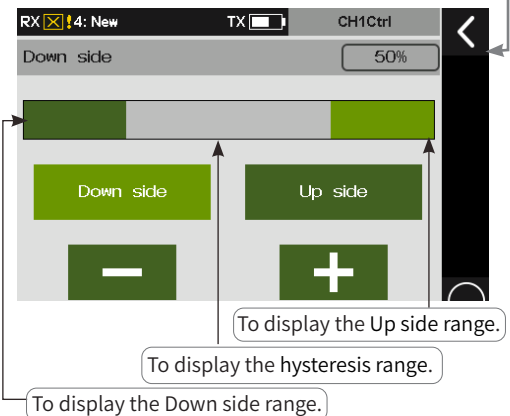 RX 4: New TX CH1Ctrl
Down side 50%
Down side Up side
To display the Up side range.
To display the hysteresis range.
To display the Down side range.